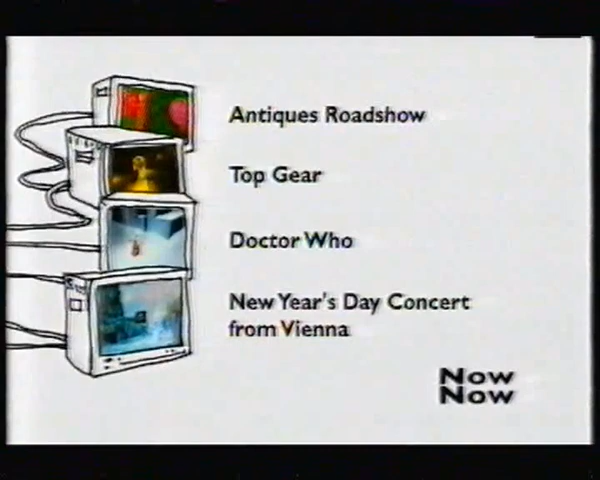 Antiques Roadshow
Top Gear
Doctor Who
New Year's Day Concert
from Vienna
Now
Now